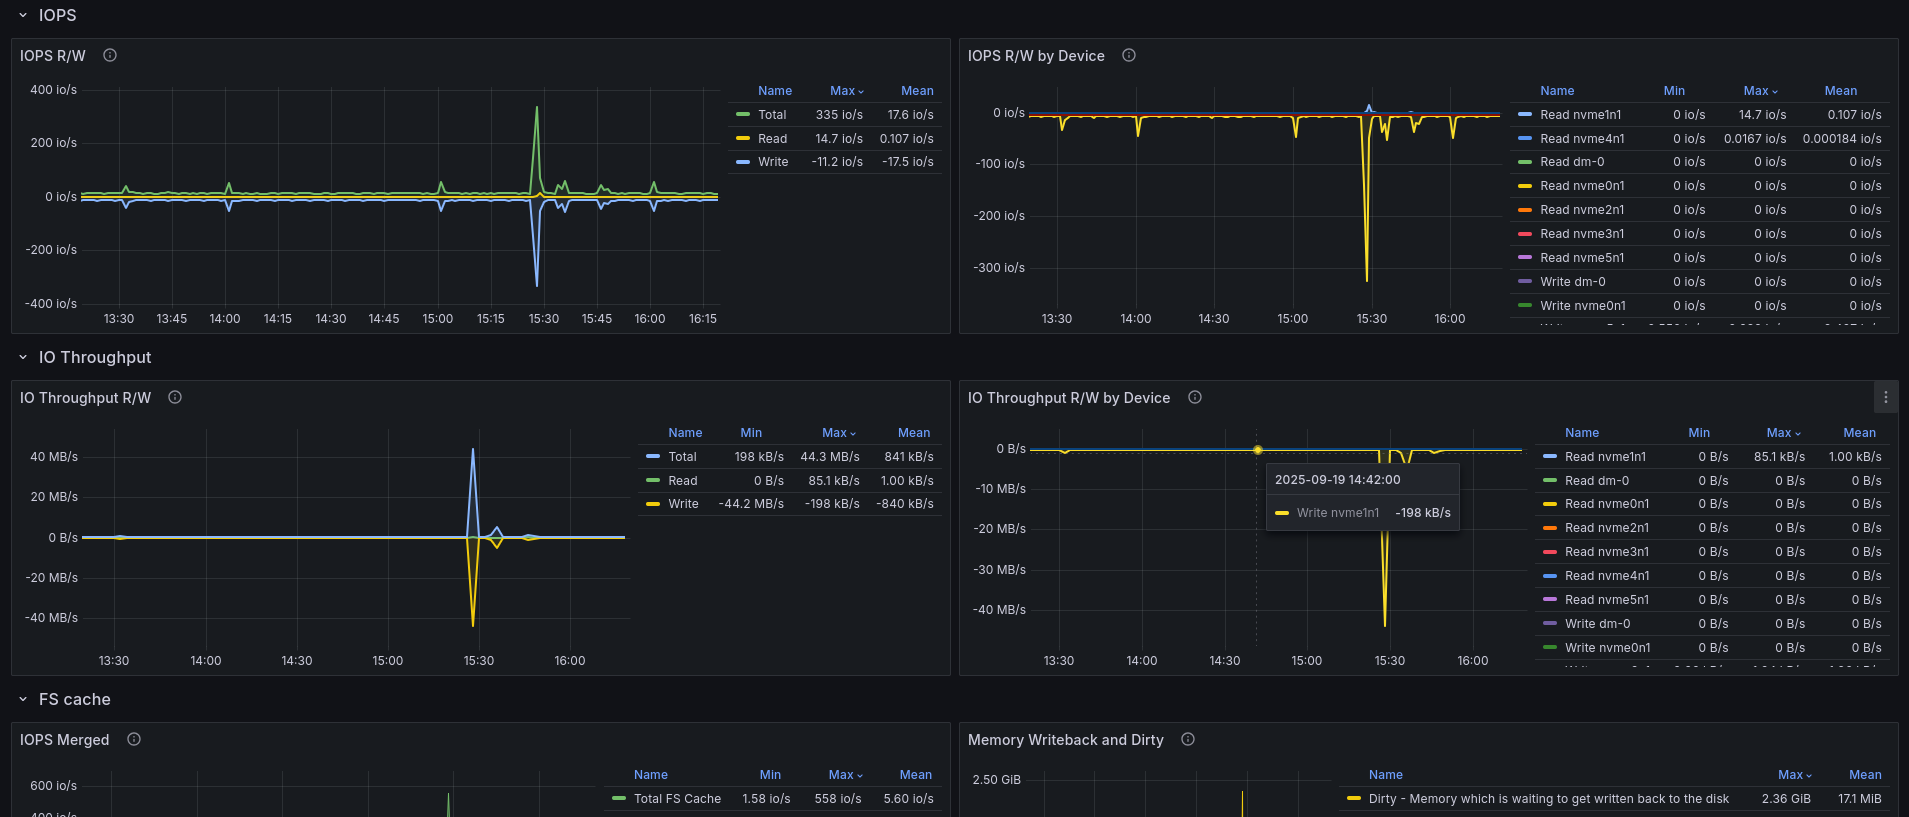 IOPS
IOPS R/W
400 io/s
200 io/s
0 io/s
-200 io/s
-400 io/s
13:30 13:45 14:00 14:15 14:30 14:45 15:00 15:15 15:30 15:45 16:00 16:15
Name Max Mean
Total 335 io/s 17.6 io/s
Read 14.7 io/s 0.107 io/s
Write -11.2 io/s -17.5 io/s
IOPS R/W by Device
0 io/s
-100 io/s
-200 io/s
-300 io/s
13:30 14:00 14:30 15:00 15:30 16:00
Name Min Max Mean
Read nvme1n1 0 io/s 14.7 io/s 0.107 io/s
Read nvme4n1 0 io/s 0.0167 io/s 0.000184 io/s
Read dm-0 0 io/s 0 io/s 0 io/s
Read nvme0n1 0 io/s 0 io/s 0 io/s
Read nvme2n1 0 io/s 0 io/s 0 io/s
Read nvme3n1 0 io/s 0 io/s 0 io/s
Read nvme5n1 0 io/s 0 io/s 0 io/s
Write dm-0 0 io/s 0 io/s 0 io/s
Write nvme0n1 0 io/s 0 io/s 0 io/s
IO Throughput
IO Throughput R/W
40 MB/s
20 MB/s
0 B/s
-20 MB/s
-40 MB/s
13:30 14:00 14:30 15:00 15:30 16:00
Name Min Max Mean
Total 198 kB/s 44.3 MB/s 841 kB/s
Read 0 B/s 85.1 kB/s 1.00 kB/s
Write -44.2 MB/s -198 kB/s -840 kB/s
IO Throughput R/W by Device
0 B/s
-10 MB/s
-20 MB/s
-30 MB/s
-40 MB/s
13:30 14:00 14:30 15:00 15:30 16:00
2025-09-19 14:42:00
Write nvme1n1 -198 kB/s
Name Min Max Mean
Read nvme1n1 0 B/s 85.1 kB/s 1.00 kB/s
Read dm-0 0 B/s 0 B/s 0 B/s
Read nvme0n1 0 B/s 0 B/s 0 B/s
Read nvme2n1 0 B/s 0 B/s 0 B/s
Read nvme3n1 0 B/s 0 B/s 0 B/s
Read nvme4n1 0 B/s 0 B/s 0 B/s
Read nvme5n1 0 B/s 0 B/s 0 B/s
Write dm-0 0 B/s 0 B/s 0 B/s
Write nvme0n1 0 B/s 0 B/s 0 B/s
FS cache
IOPS Merged
600 io/s
Name Min Max Mean
Total FS Cache 1.58 io/s 558 io/s 5.60 io/s
Memory Writeback and Dirty
2.50 GiB
Name Max Mean
Dirty - Memory which is waiting to get written back to the disk 2.36 GiB 17.1 MiB